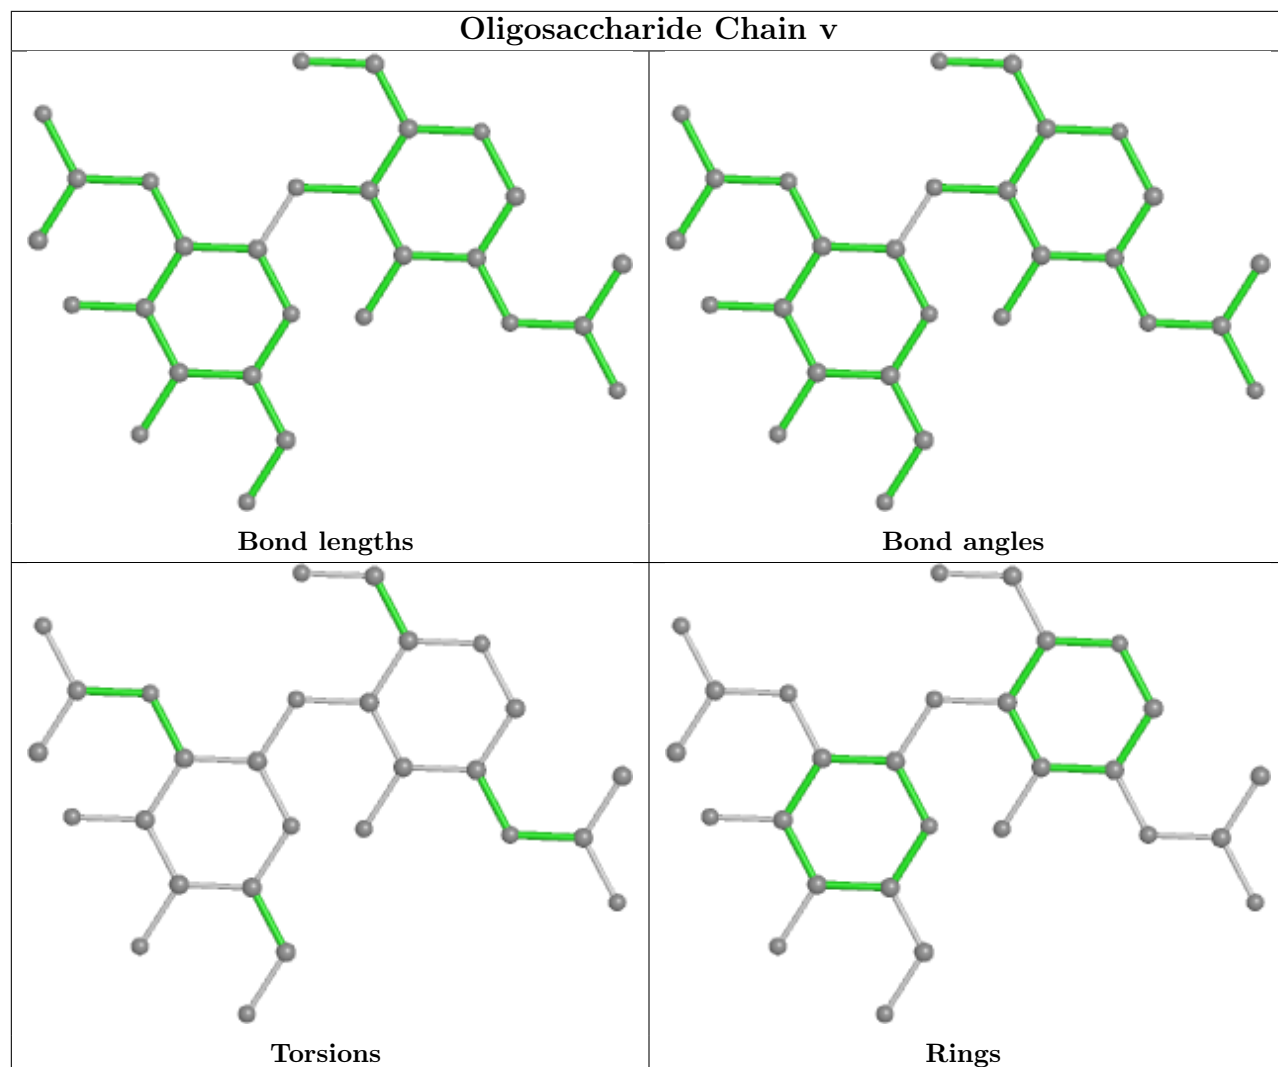 Oligosaccharide Chain v
Bond lengths
Bond angles
Torsions
Rings